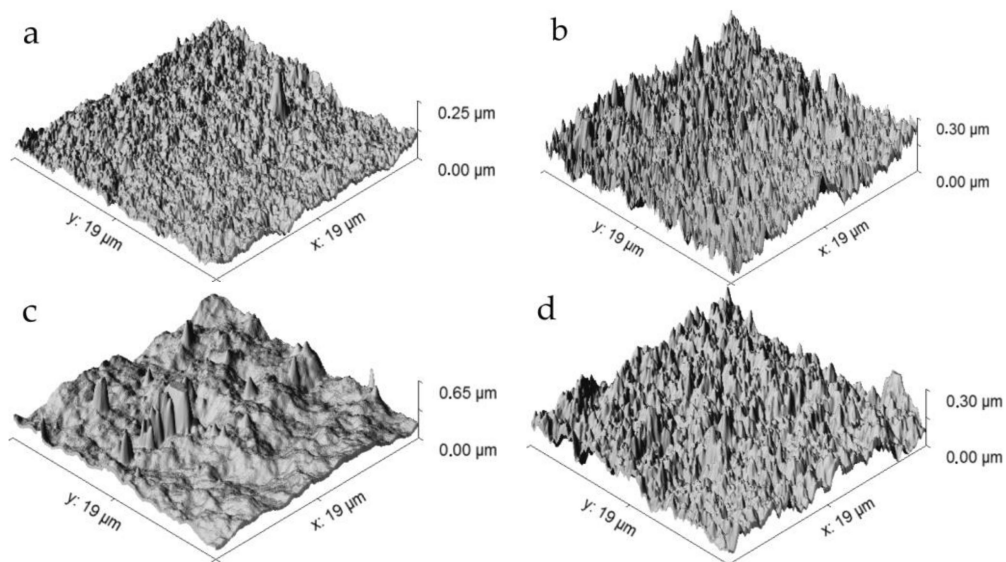 a
0.25 µm
0.00 µm
y: 19 µm
x: 19 µm
b
0.30 µm
0.00 µm
y: 19 µm
x: 19 µm
c
0.65 µm
0.00 µm
y: 19 µm
x: 19 µm
d
0.30 µm
0.00 µm
y: 19 µm
x: 19 µm